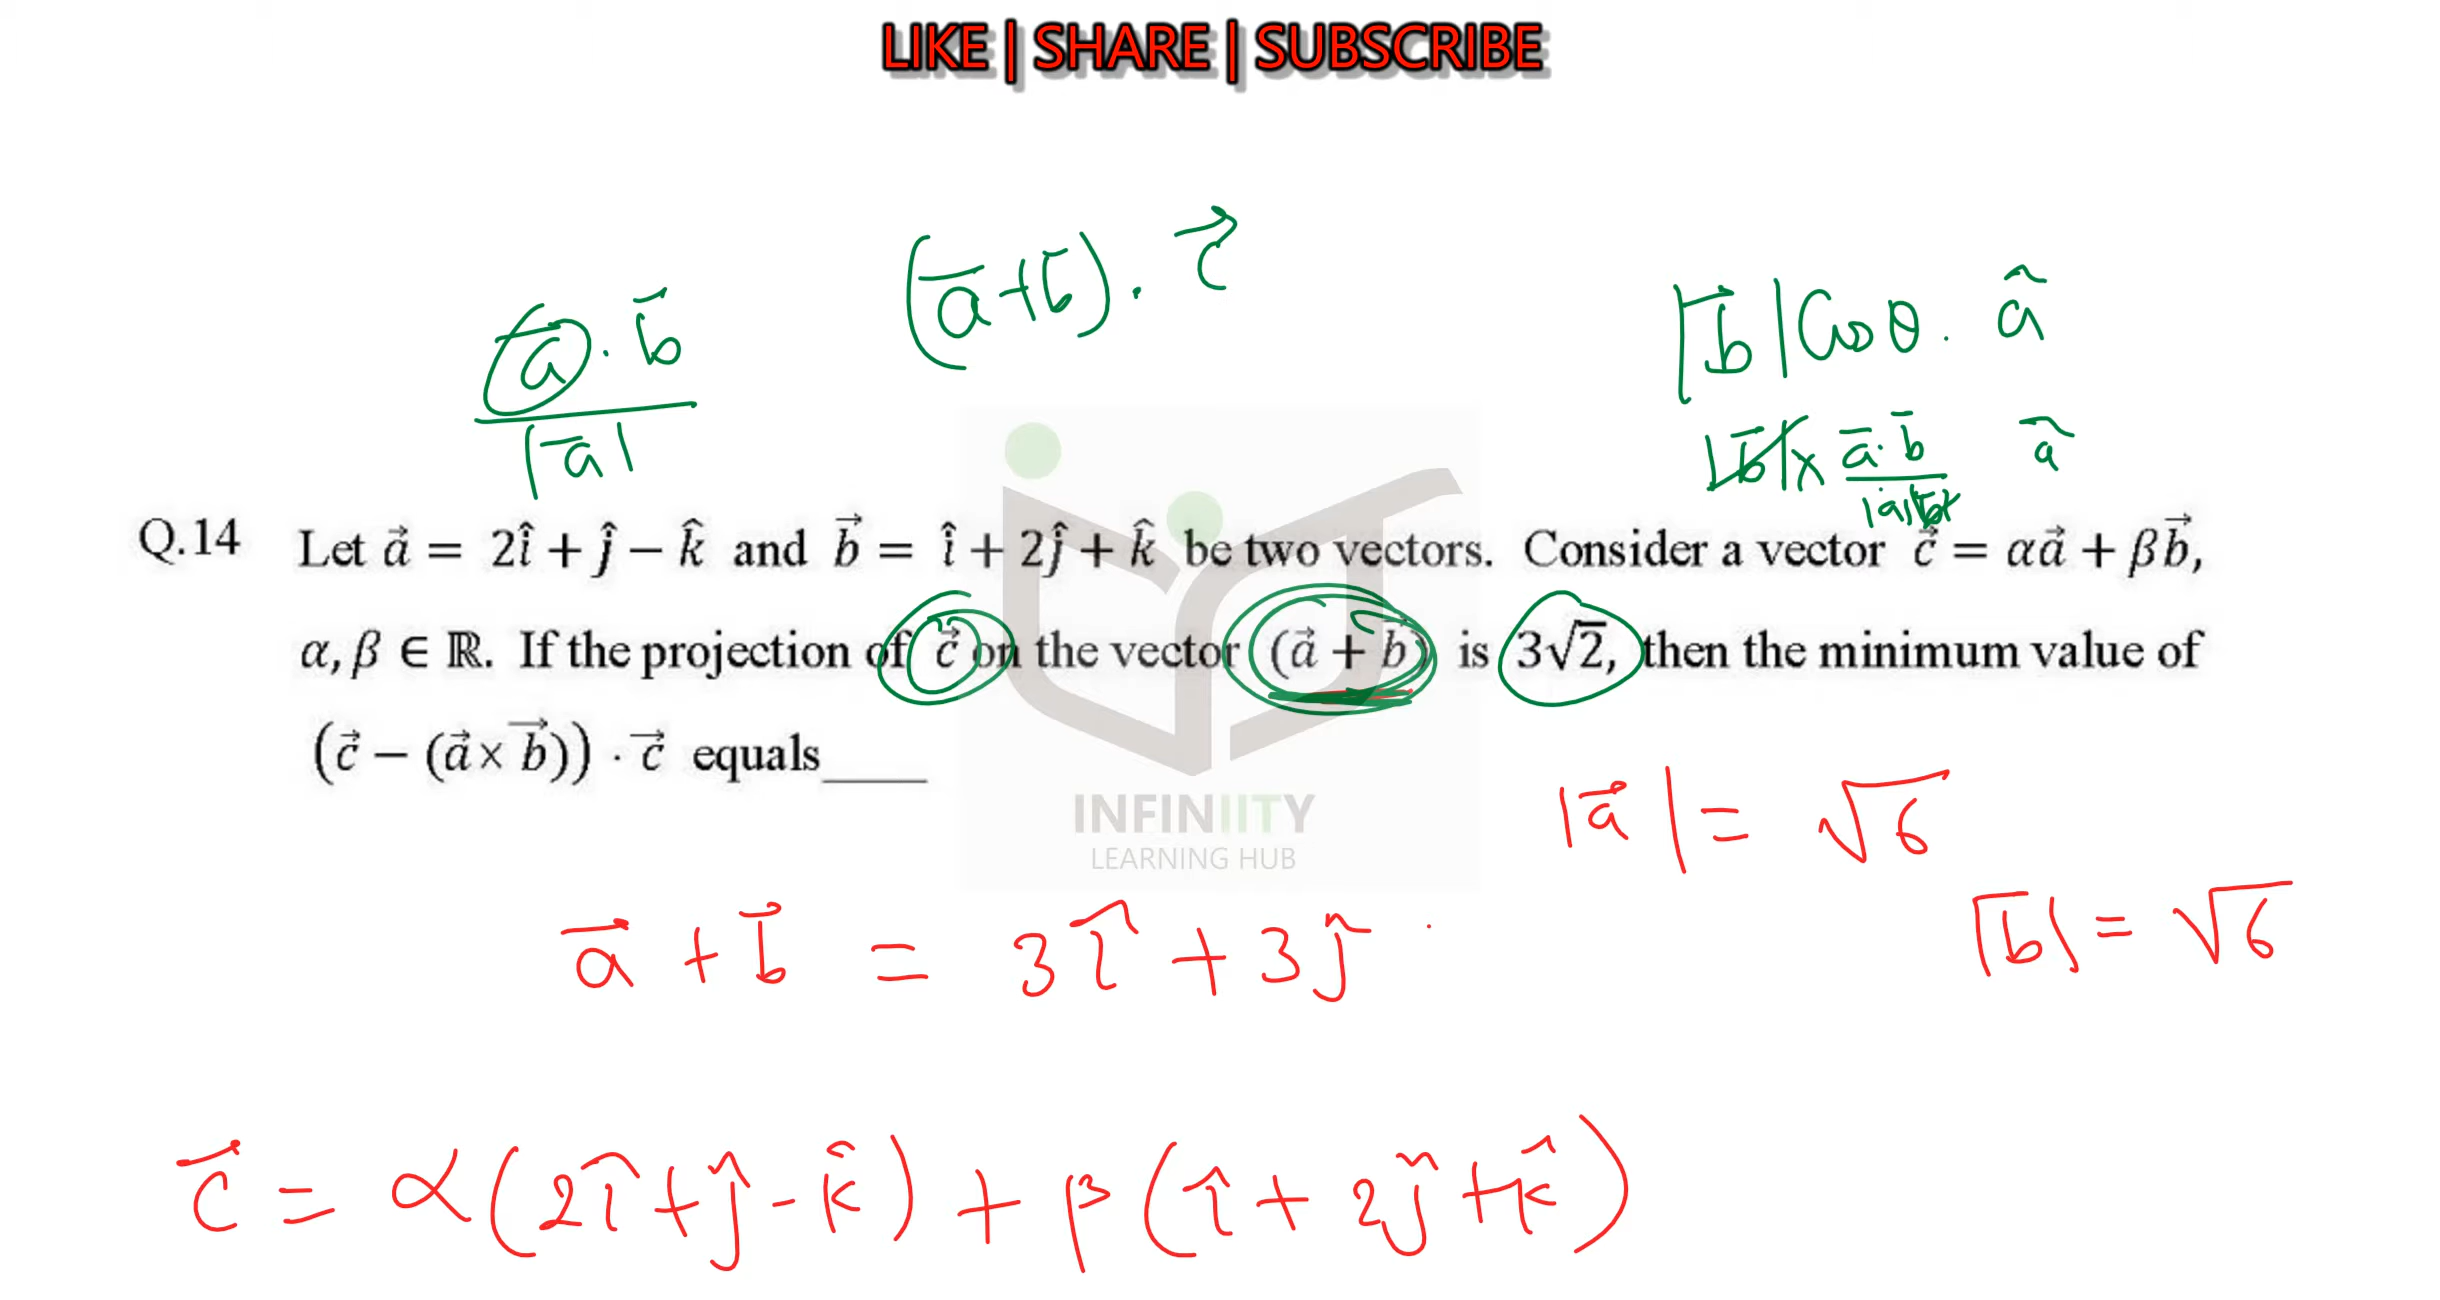 LIKE | SHARE | SUBSCRIBE
(a⃗+b⃗). c⃗
a⃗ . b⃗
|a⃗|
|b⃗| Cosθ . â
|b⃗| x a⃗.b⃗ â
|a||b|
Q.14 Let a⃗ = 2î + ĵ − k̂ and b⃗ = î + 2ĵ + k̂ be two vectors. Consider a vector c⃗ = αa⃗ + βb⃗,
α, β ∈ ℝ. If the projection of c⃗ on the vector (a⃗ + b⃗) is 3√2, then the minimum value of
(c⃗ − (a⃗ × b⃗)) · c⃗ equals____
INFINIITY
LEARNING HUB
|a⃗| = √6
|b⃗| = √6
a⃗ + b⃗ = 3î + 3ĵ
c⃗ = α(2î+ĵ-k̂) + β(î+2ĵ+k̂)